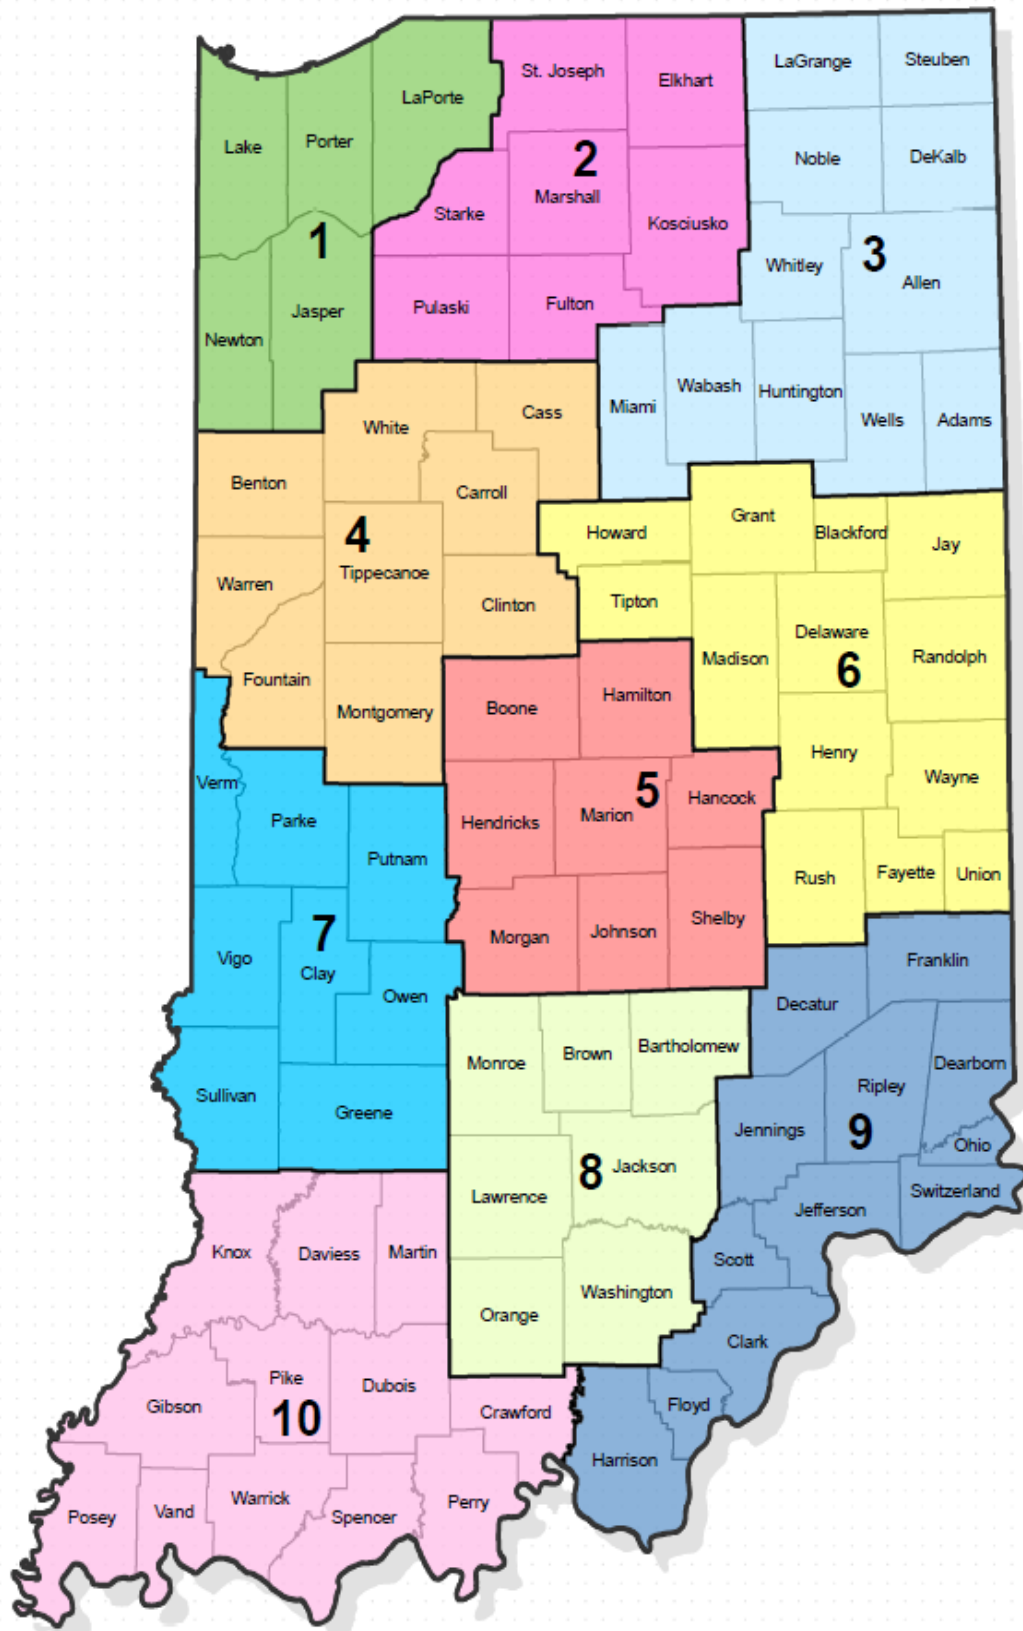 LaGrange
Steuben
St. Joseph
Elkhart
LaPorte
Lake
Porter
2
Noble
DeKalb
Marshall
Starke
Kosciusko
1
3
Whitley
Allen
Jasper
Pulaski
Fulton
Newton
Miami
Wabash
Huntington
Wells
Adams
White
Cass
Benton
Carroll
Grant
Howard
Blackford
Jay
4
Tippecanoe
Warren
Clinton
Tipton
Delaware
Madison
6
Randolph
Fountain
Montgomery
Boone
Hamilton
Henry
Wayne
Verm
Parke
Hendricks
Marion
5
Hancock
Putnam
Rush
Fayette
Union
7
Vigo
Clay
Morgan
Johnson
Shelby
Owen
Franklin
Decatur
Monroe
Brown
Bartholomew
Dearborn
Sullivan
Greene
Ripley
Jennings
9
Ohio
8
Jackson
Lawrence
Switzerland
Jefferson
Knox
Daviess
Martin
Scott
Orange
Washington
Clark
Pike
Dubois
Gibson
10
Crawford
Floyd
Harrison
Posey
Vand
Warrick
Spencer
Perry